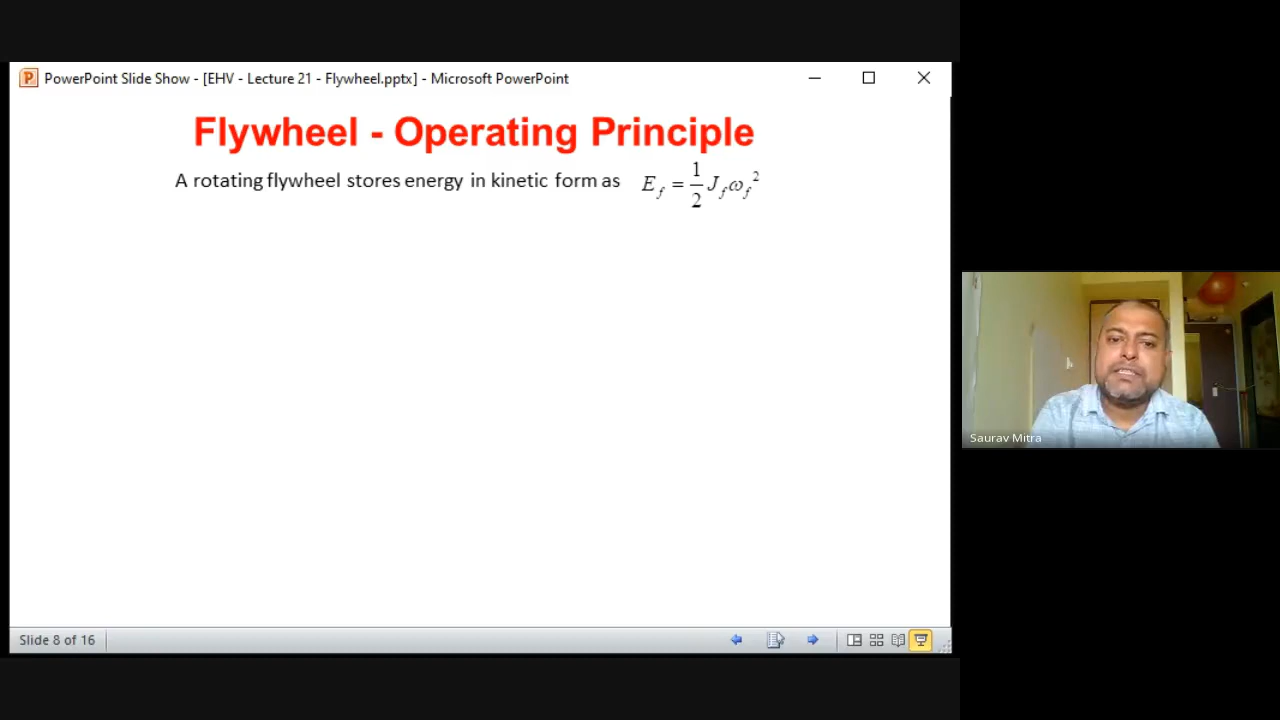 PowerPoint Slide Show - [EHV - Lecture 21 - Flywheel.pptx] - Microsoft PowerPoint
Flywheel - Operating Principle
A rotating flywheel stores energy in kinetic form as E_f = 1/2 J_f ω_f^2
Saurav Mitra
Slide 8 of 16